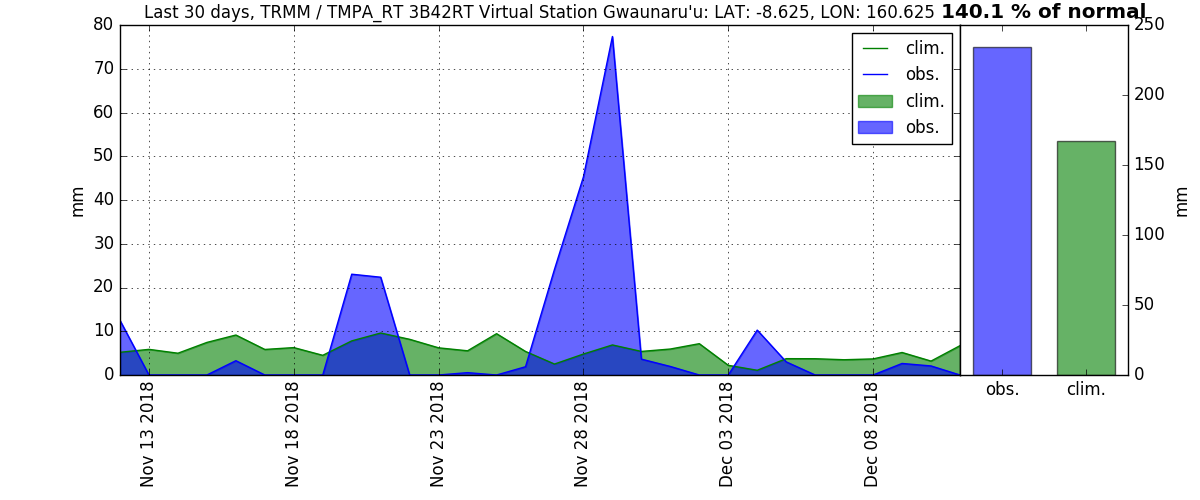 Last 30 days, TRMM / TMPA_RT 3B42RT Virtual Station Gwaunaru'u: LAT: -8.625, LON: 160.625 140.1 % of normal
80
70
60
50
40
30
20
10
0
mm
clim.
obs.
clim.
obs.
Nov 13 2018
Nov 18 2018
Nov 23 2018
Nov 28 2018
Dec 03 2018
Dec 08 2018
250
200
150
100
50
0
mm
obs. clim.